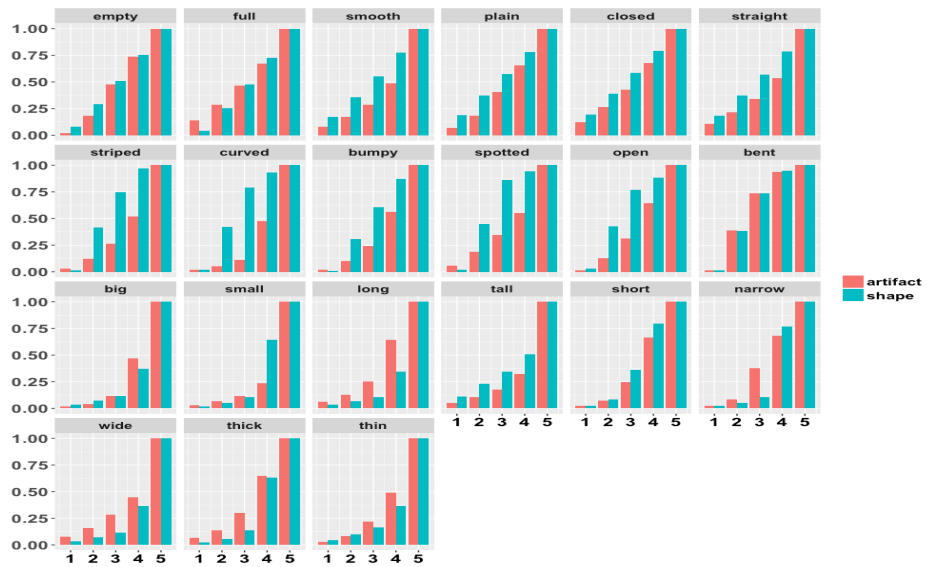 empty full smooth plain closed straight
1.00
0.75
0.50
0.25
0.00
striped curved bumpy spotted open bent
1.00
0.75
0.50
0.25
0.00
artifact
shape
big small long tall short narrow
1.00
0.75
0.50
0.25
0.00
1 2 3 4 5 1 2 3 4 5 1 2 3 4 5
wide thick thin
1.00
0.75
0.50
0.25
0.00
1 2 3 4 5 1 2 3 4 5 1 2 3 4 5